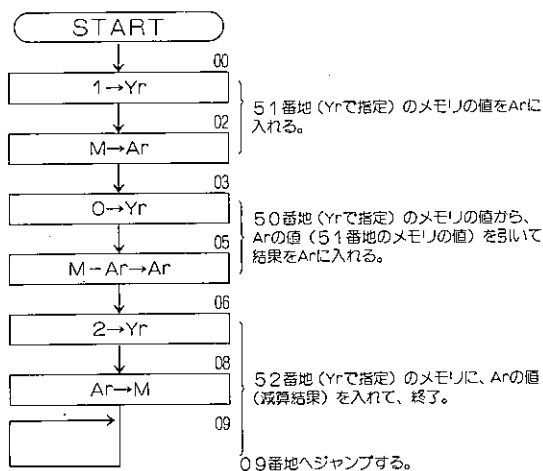 START
00
1→Yr
51番地(Yrで指定)のメモリの値をArに
入れる。
02
M→Ar
03
0→Yr
50番地(Yrで指定)のメモリの値から、
Arの値(51番地のメモリの値)を引いて
結果をArに入れる。
05
M-Ar→Ar
06
2→Yr
08
52番地(Yrで指定)のメモリに、Arの値
(減算結果)を入れて、終了。
Ar→M
09
09番地へジャンプする。